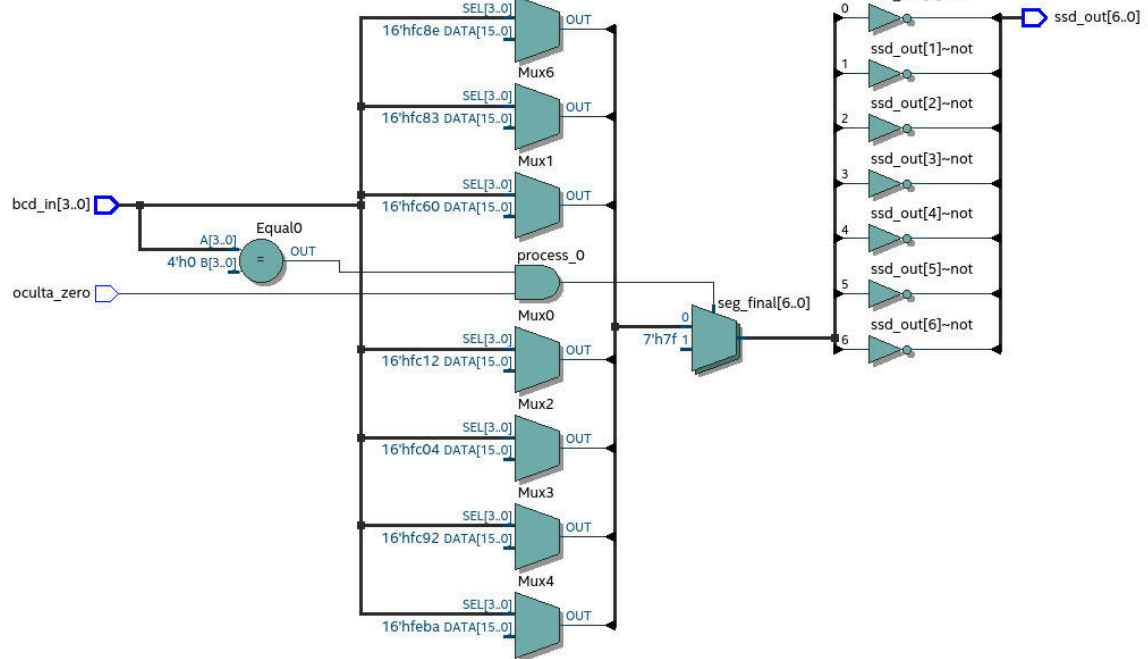 SEL[3..0]
16'hfc8e DATA[15..0]
OUT
Mux6
SEL[3..0]
16'hfc83 DATA[15..0]
OUT
Mux1
SEL[3..0]
16'hfc60 DATA[15..0]
OUT
bcd_in[3..0]
Equal0
A[3..0]
4'h0 B[3..0]
=
OUT
oculta_zero
process_0
Mux0
SEL[3..0]
16'hfc12 DATA[15..0]
OUT
Mux2
SEL[3..0]
16'hfc04 DATA[15..0]
OUT
Mux3
SEL[3..0]
16'hfc92 DATA[15..0]
OUT
Mux4
SEL[3..0]
16'hfeba DATA[15..0]
OUT
seg_final[6..0]
0
7'h7f 1
0
ssd_out[1]~not
1
ssd_out[2]~not
2
ssd_out[3]~not
3
ssd_out[4]~not
4
ssd_out[5]~not
5
ssd_out[6]~not
6
ssd_out[6..0]